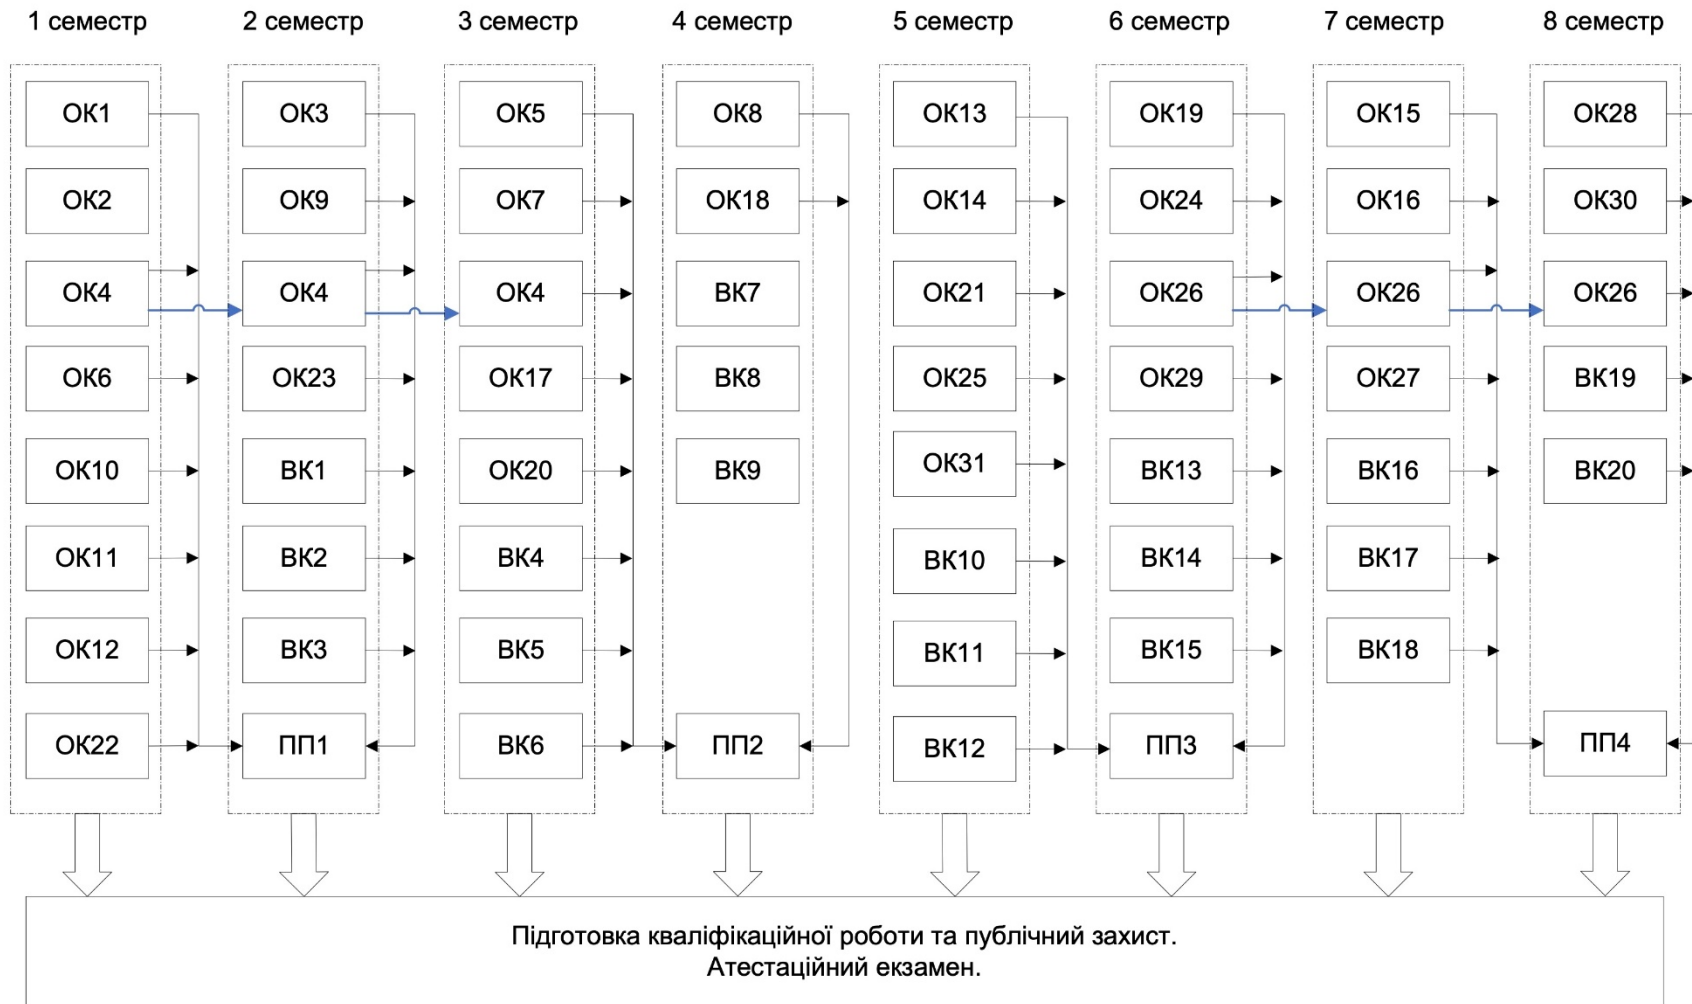 1 семестр
2 семестр
3 семестр
4 семестр
5 семестр
6 семестр
7 семестр
8 семестр
ОК1
ОК3
ОК5
ОК8
ОК13
ОК19
ОК15
ОК28
ОК2
ОК9
ОК7
ОК18
ОК14
ОК24
ОК16
ОК30
ОК4
ОК4
ОК4
ВК7
ОК21
ОК26
ОК26
ОК26
ОК6
ОК23
ОК17
ВК8
ОК25
ОК29
ОК27
ВК19
ОК10
ВК1
ОК20
ВК9
ОК31
ВК13
ВК16
ВК20
ОК11
ВК2
ВК4
ВК10
ВК14
ВК17
ОК12
ВК3
ВК5
ВК11
ВК15
ВК18
ОК22
ПП1
ВК6
ПП2
ВК12
ПП3
ПП4
Підготовка кваліфікаційної роботи та публічний захист.
Атестаційний екзамен.